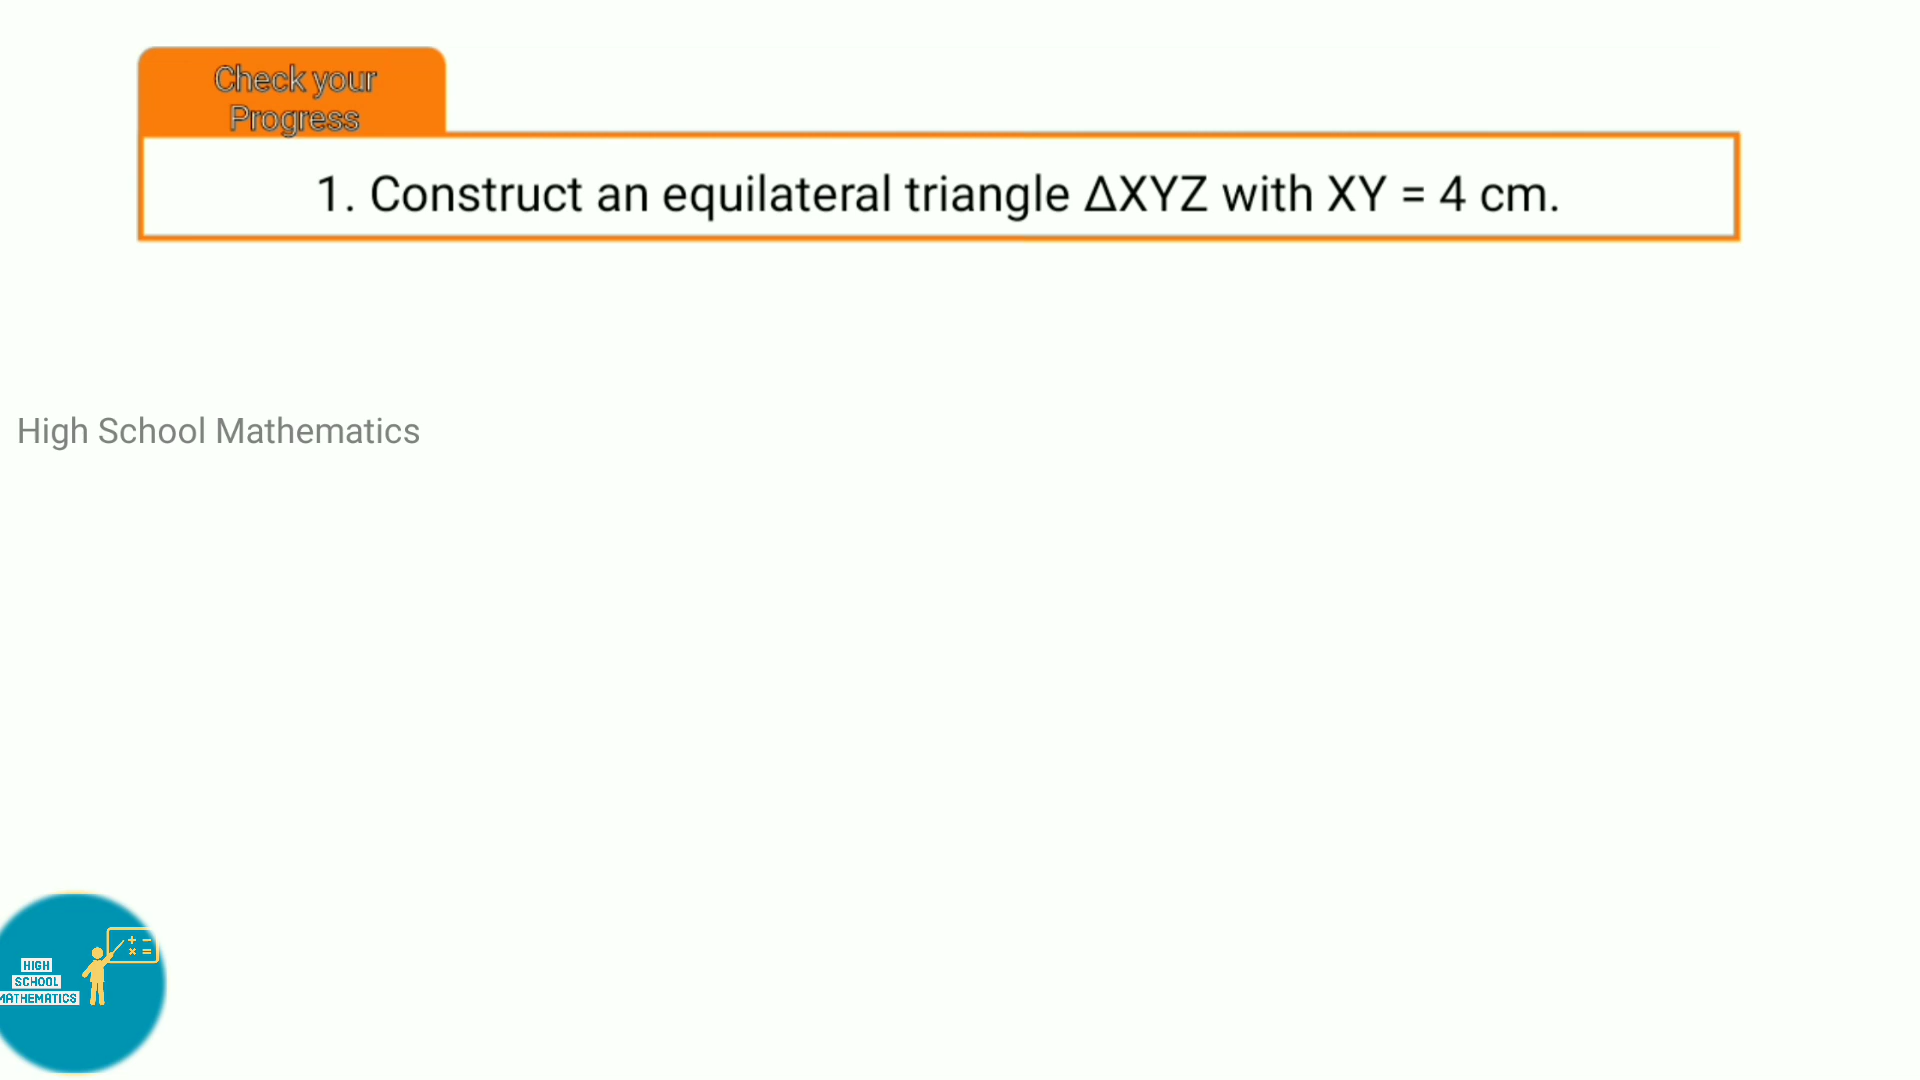 Check your
Progress
1. Construct an equilateral triangle ΔXYZ with XY = 4 cm.
High School Mathematics
+ −
× =
HIGH
SCHOOL
MATHEMATICS